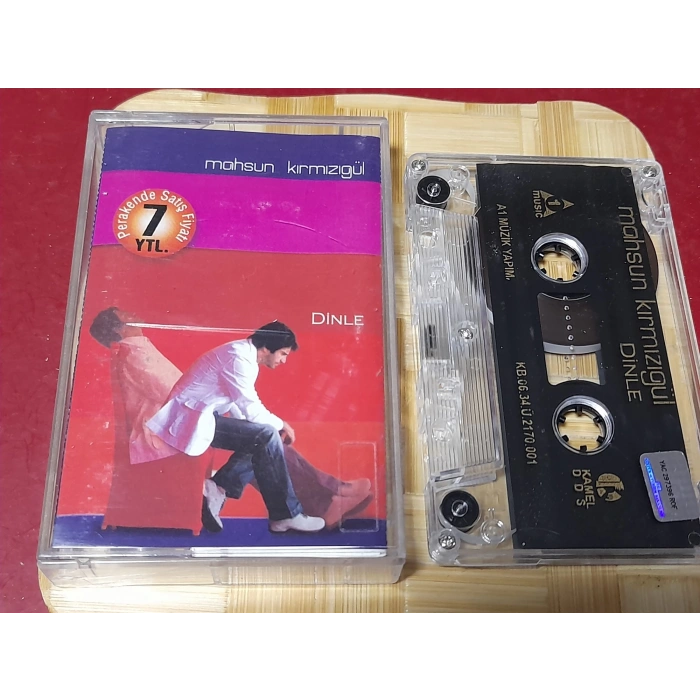 mahsun kırmızıgül
Perakende Satış Fiyatı
7
YTL.
DİNLE
1
music
A1 MÜZİK YAPIM.
mahsun kırmızıgül
DİNLE
KB.06.34.Ü.2170.001
KAMEL
D D S